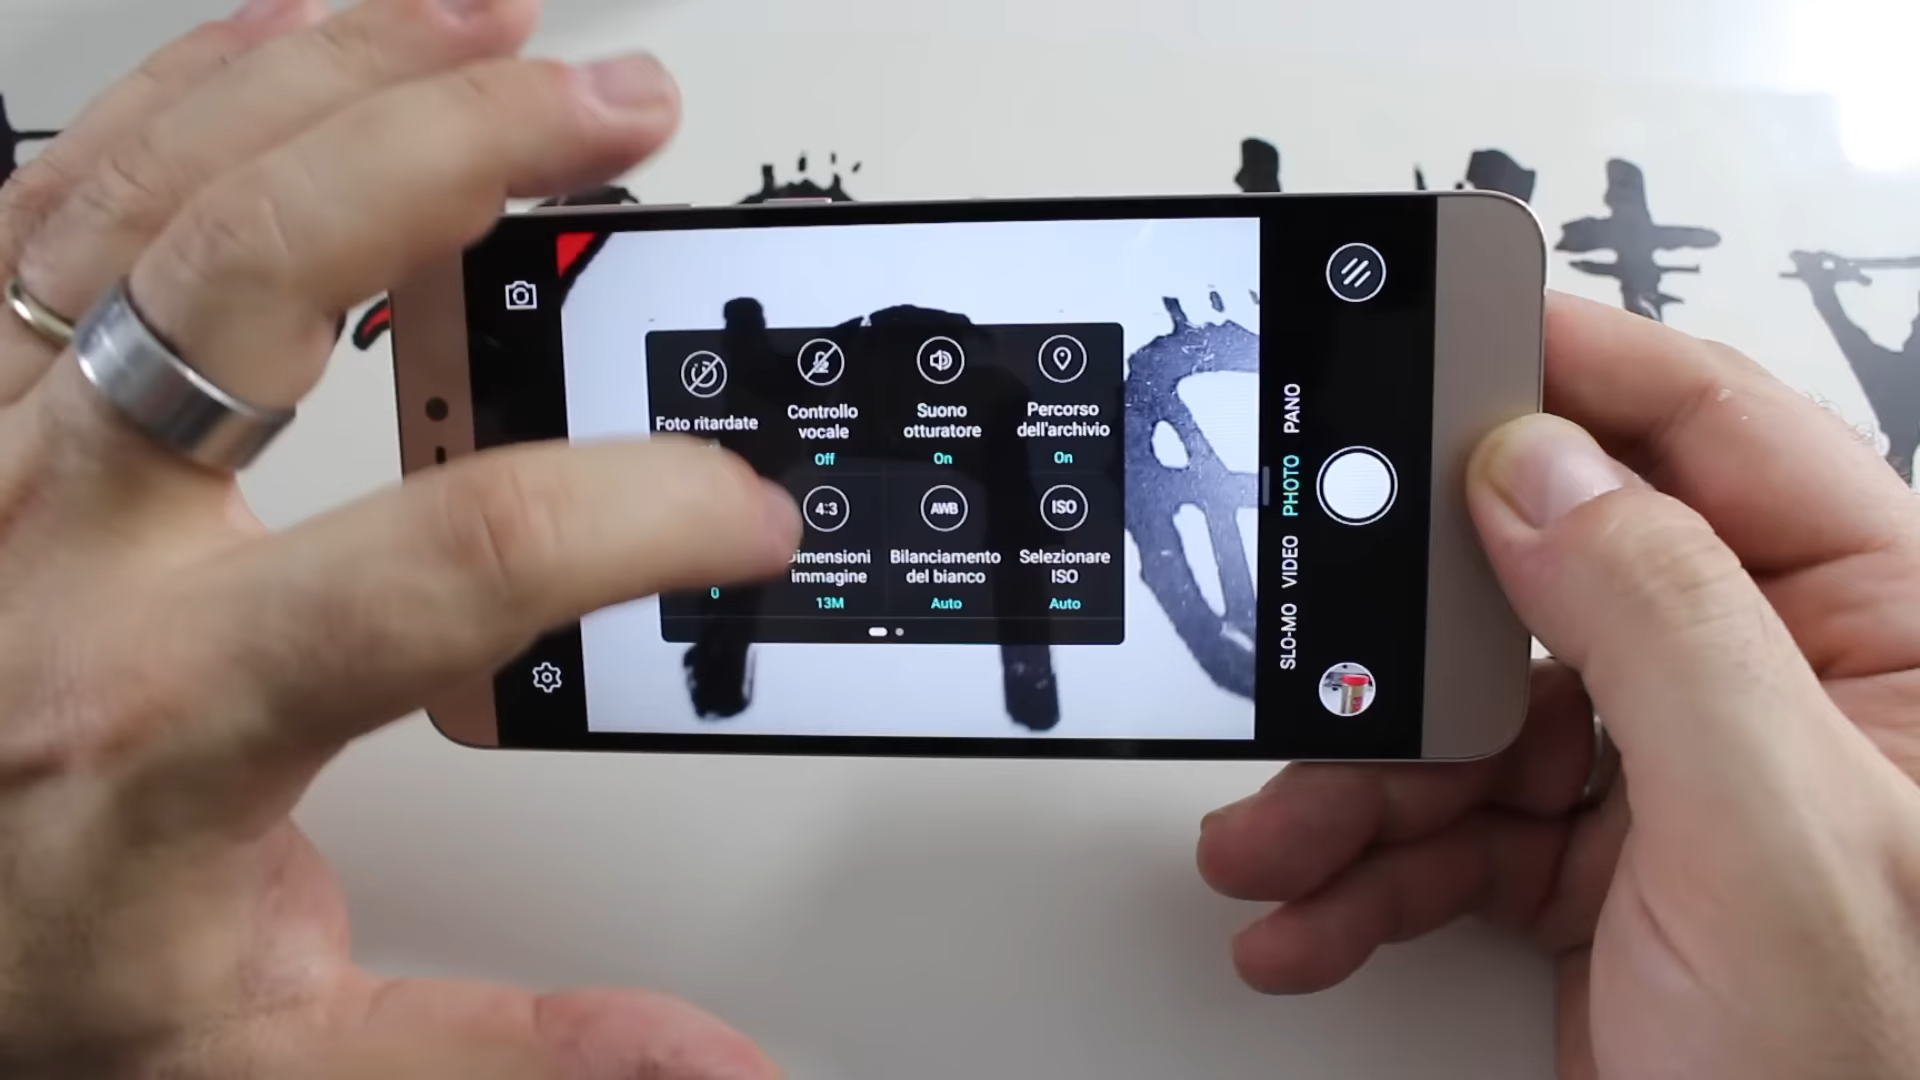 Foto ritardate
Controllo
vocale
Off
Suono
otturatore
On
Percorso
dell'archivio
On
0
4:3
Dimensioni
immagine
13M
AWB
Bilanciamento
del bianco
Auto
ISO
Selezionare
ISO
Auto
SLO-MO VIDEO PHOTO PANO